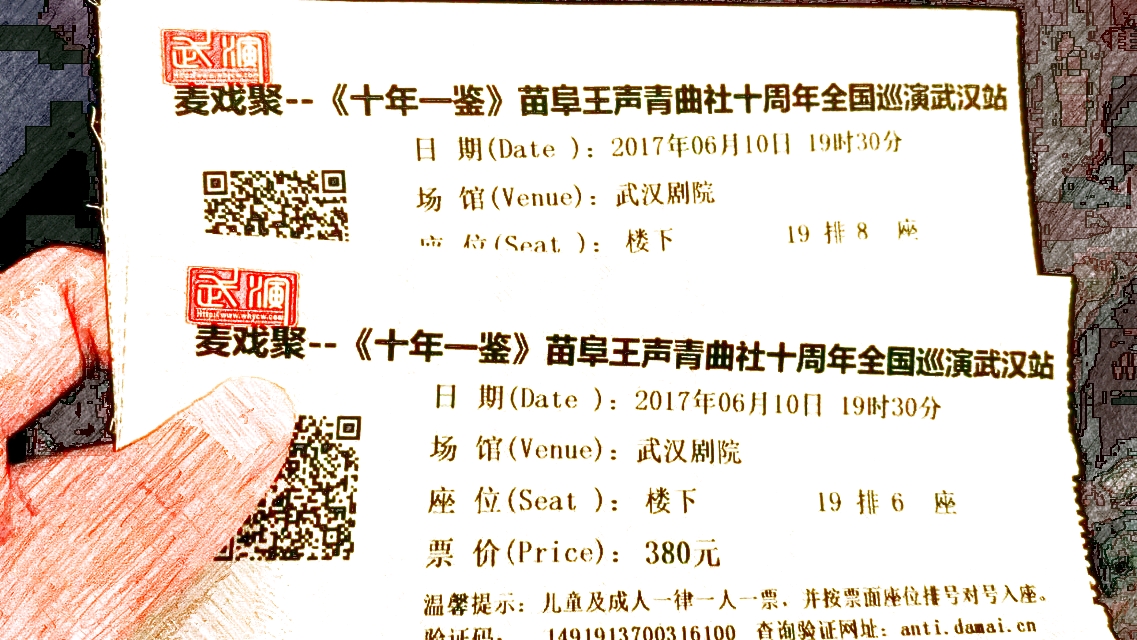 武演
http://www.whycw.com
麦戏聚--《十年一鉴》苗阜王声青曲社十周年全国巡演武汉站
日 期(Date ): 2017年06月10日 19时30分
场 馆(Venue): 武汉剧院
座 位(Seat ): 楼下 19 排 8 座
武演
http://www.whycw.com
麦戏聚--《十年一鉴》苗阜王声青曲社十周年全国巡演武汉站
日 期(Date ): 2017年06月10日 19时30分
场 馆(Venue): 武汉剧院
座 位(Seat ): 楼下 19 排 6 座
票 价(Price): 380元
温馨提示: 儿童及成人一律一人一票, 并按票面座位排号对号入座。
验证码: 1491913700316100 查询验证网址: anti.damai.cn